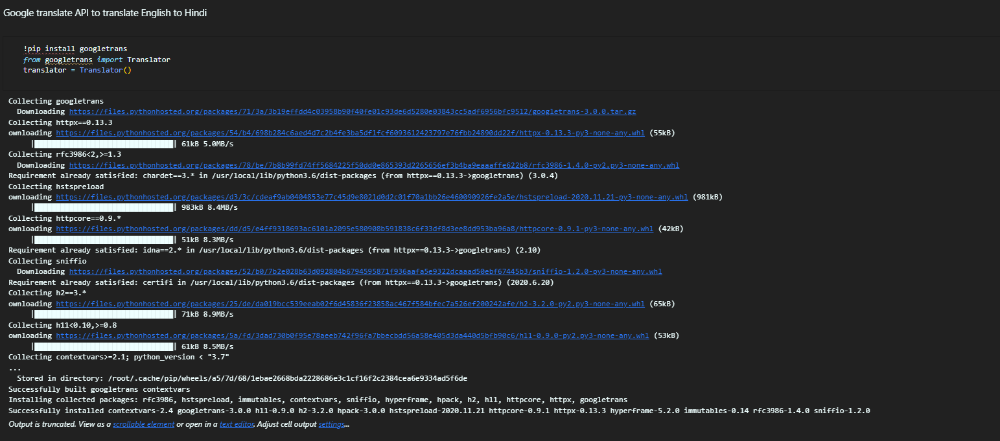 Google translate API to translate English to Hindi
!pip install googletrans
from googletrans import Translator
translator = Translator()
Collecting googletrans
Downloading https://files.pythonhosted.org/packages/71/3a/3b19effdd4c03958b90f40fe01c93de6d5280e03843cc5adf6956bfc9512/googletrans-3.0.0.tar.gz
Collecting httpx==0.13.3
ownloading https://files.pythonhosted.org/packages/54/b4/698b284c6aed4d7c2b4fe3ba5df1fcf6093612423797e76fbb24890dd22f/httpx-0.13.3-py3-none-any.whl (55kB)
|████████████████████████████████| 61kB 5.0MB/s
Collecting rfc3986<2,>=1.3
Downloading https://files.pythonhosted.org/packages/78/be/7b8b99fd74ff5684225f50dd0e865393d2265656ef3b4ba9eaaaffe622b8/rfc3986-1.4.0-py2.py3-none-any.whl
Requirement already satisfied: chardet==3.* in /usr/local/lib/python3.6/dist-packages (from httpx==0.13.3->googletrans) (3.0.4)
Collecting hstspreload
ownloading https://files.pythonhosted.org/packages/d3/3c/cdeaf9ab0404853e77c45d9e8021d0d2c01f70a1bb26e460090926fe2a5e/hstspreload-2020.11.21-py3-none-any.whl (981kB)
|████████████████████████████████| 983kB 8.4MB/s
Collecting httpcore==0.9.*
ownloading https://files.pythonhosted.org/packages/dd/d5/e4ff9318693ac6101a2095e580908b591838c6f33df8d3ee8dd953ba96a8/httpcore-0.9.1-py3-none-any.whl (42kB)
|████████████████████████████████| 51kB 8.3MB/s
Requirement already satisfied: idna==2.* in /usr/local/lib/python3.6/dist-packages (from httpx==0.13.3->googletrans) (2.10)
Collecting sniffio
Downloading https://files.pythonhosted.org/packages/52/b0/7b2e028b63d092804b6794595871f936aafa5e9322dcaaad50ebf67445b3/sniffio-1.2.0-py3-none-any.whl
Requirement already satisfied: certifi in /usr/local/lib/python3.6/dist-packages (from httpx==0.13.3->googletrans) (2020.6.20)
Collecting h2==3.*
ownloading https://files.pythonhosted.org/packages/25/de/da019bcc539eeab02f6d45836f23858ac467f584bfec7a526ef200242afe/h2-3.2.0-py2.py3-none-any.whl (65kB)
|████████████████████████████████| 71kB 8.9MB/s
Collecting h11<0.10,>=0.8
ownloading https://files.pythonhosted.org/packages/5a/fd/3dad730b0f95e78aeeb742f96fa7bbecbdd56a58e405d3da440d5bfb90c6/h11-0.9.0-py2.py3-none-any.whl (53kB)
|████████████████████████████████| 61kB 8.5MB/s
Collecting contextvars>=2.1; python_version < "3.7"
...
Stored in directory: /root/.cache/pip/wheels/a5/7d/68/1ebae2668bda2228686e3c1cf16f2c2384cea6e9334ad5f6de
Successfully built googletrans contextvars
Installing collected packages: rfc3986, hstspreload, immutables, contextvars, sniffio, hyperframe, hpack, h2, h11, httpcore, httpx, googletrans
Successfully installed contextvars-2.4 googletrans-3.0.0 h11-0.9.0 h2-3.2.0 hpack-3.0.0 hstspreload-2020.11.21 httpcore-0.9.1 httpx-0.13.3 hyperframe-5.2.0 immutables-0.14 rfc3986-1.4.0 sniffio-1.2.0
Output is truncated. View as a scrollable element or open in a text editor. Adjust cell output settings...